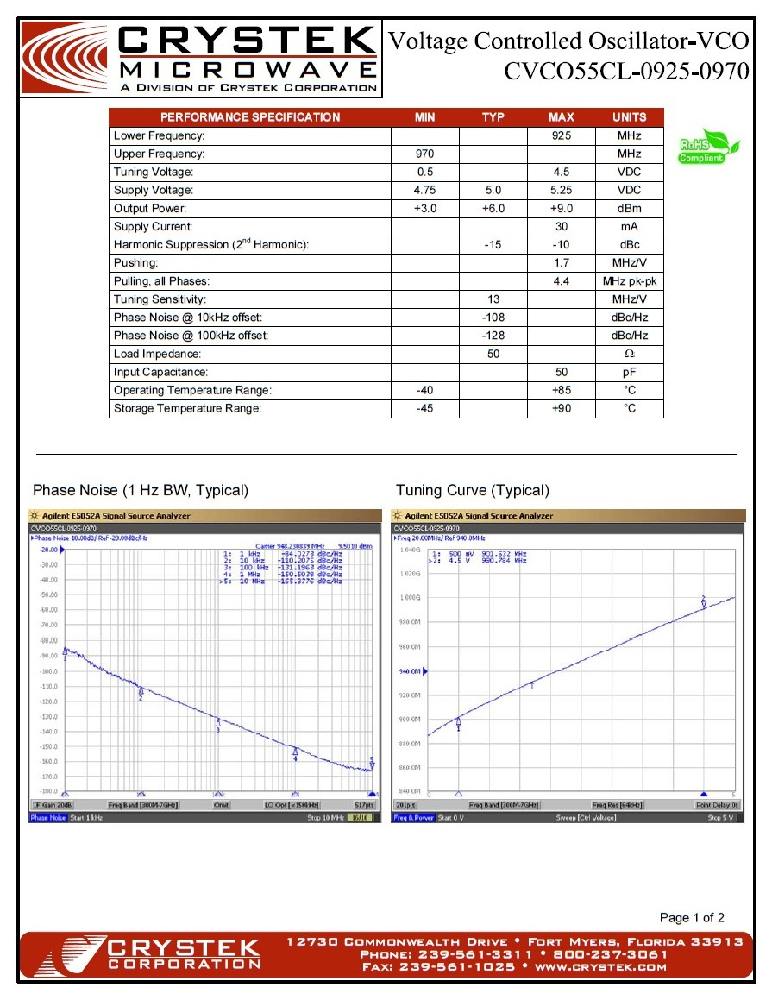 CRYSTEK
MICROWAVE
A DIVISION OF CRYSTEK CORPORATION
Voltage Controlled Oscillator-VCO
CVCO55CL-0925-0970
PERFORMANCE SPECIFICATION MIN TYP MAX UNITS
Lower Frequency: 925 MHz
Upper Frequency: 970 MHz
Tuning Voltage: 0.5 4.5 VDC
Supply Voltage: 4.75 5.0 5.25 VDC
Output Power: +3.0 +6.0 +9.0 dBm
Supply Current: 30 mA
Harmonic Suppression (2nd Harmonic): -15 -10 dBc
Pushing: 1.7 MHz/V
Pulling, all Phases: 4.4 MHz pk-pk
Tuning Sensitivity: 13 MHz/V
Phase Noise @ 10kHz offset: -108 dBc/Hz
Phase Noise @ 100kHz offset: -128 dBc/Hz
Load Impedance: 50 Ω
Input Capacitance: 50 pF
Operating Temperature Range: -40 +85 °C
Storage Temperature Range: -45 +90 °C
RoHS
Compliant
Phase Noise (1 Hz BW, Typical)
Agilent E5052A Signal Source Analyzer
CVCO55CL-0925-0970
Phase Noise 10.00dB/ Ref -20.00dBc/Hz
Carrier 948.230839 MHz 9.5010 dBm
1: 1 kHz -84.0273 dBc/Hz
2: 10 kHz -110.2075 dBc/Hz
3: 100 kHz -131.1963 dBc/Hz
4: 1 MHz -150.5038 dBc/Hz
>5: 10 MHz -165.8776 dBc/Hz
-20.00
-30.00
-40.00
-50.00
-60.00
-70.00
-80.00
-90.00
-100.0
-110.0
-120.0
-130.0
-140.0
-150.0
-160.0
-170.0
-180.0
1
2
3
4
5
IF Gain 20dB Freq Band [300M-7GHz] Omit LO Opt [<150kHz] 517pts
Phase Noise Start 1 kHz Stop 10 MHz 16/16
Tuning Curve (Typical)
Agilent E5052A Signal Source Analyzer
CVCO55CL-0925-0970
Freq 20.00MHz/ Ref 940.0MHz
1: 500 mV 901.632 MHz
>2: 4.5 V 990.784 MHz
1.040G
1.020G
1.000G
980.0M
960.0M
940.0M
920.0M
900.0M
880.0M
860.0M
840.0M
1
2
0 5
201pts Freq Band [300M-7GHz] Freq Res [64kHz] Point Delay 0s
Freq & Power Start 0 V Sweep [Ctrl Voltage] Stop 5 V
Page 1 of 2
CRYSTEK
CORPORATION
12730 COMMONWEALTH DRIVE • FORT MYERS, FLORIDA 33913
PHONE: 239-561-3311 • 800-237-3061
FAX: 239-561-1025 • WWW.CRYSTEK.COM